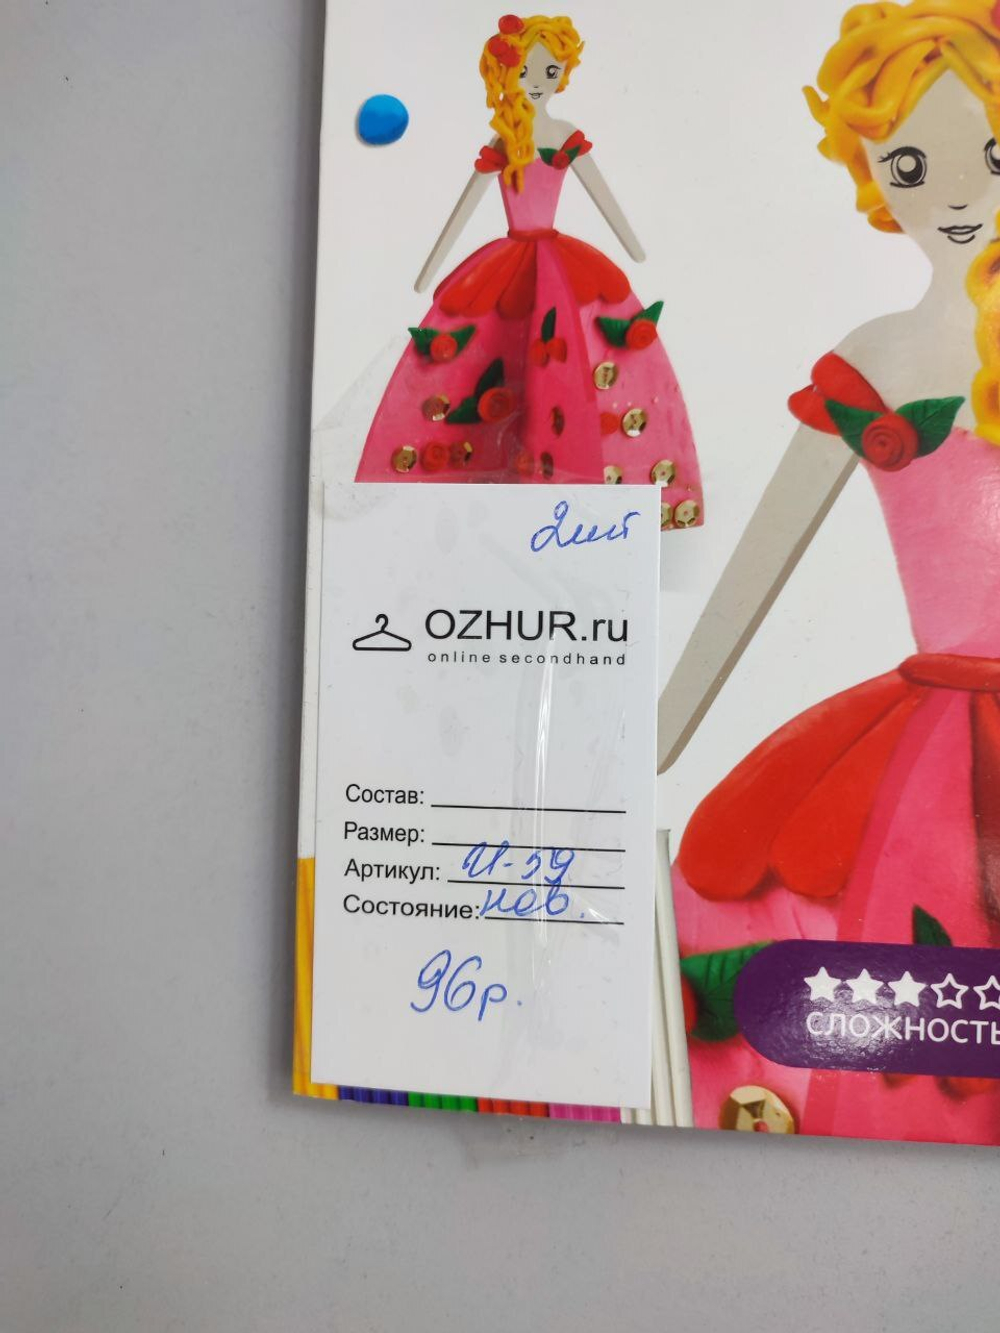 2шт
OZHUR.ru
online secondhand
Состав:
Размер:
Артикул: И-59
Состояние: нов.
96р.
СЛОЖНОСТЬ